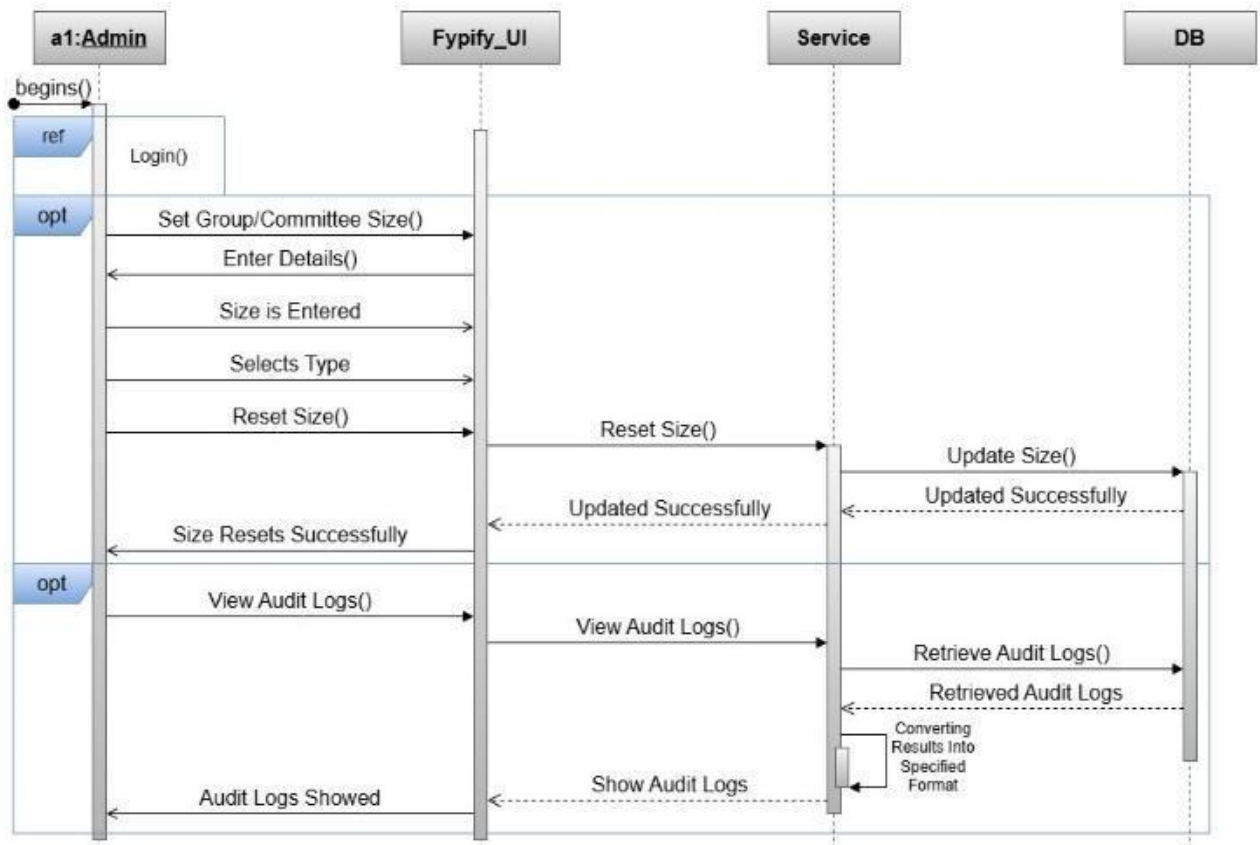 a1:Admin
Fypify_UI
Service
DB
begins()
ref
Login()
opt
Set Group/Committee Size()
Enter Details()
Size is Entered
Selects Type
Reset Size()
Reset Size()
Update Size()
Updated Successfully
Updated Successfully
Size Resets Successfully
opt
View Audit Logs()
View Audit Logs()
Retrieve Audit Logs()
Retrieved Audit Logs
Converting
Results Into
Specified
Format
Show Audit Logs
Audit Logs Showed